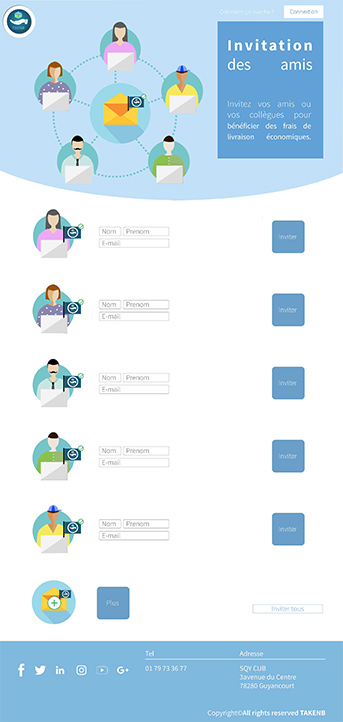 Comment ça marche ?
Connexion
Invitation
des amis
Invitez vos amis ou
vos collègues pour
bénéficier des frais de
livraison économiques.
Nom Prenom
E-mail
Inviter
Nom Prenom
E-mail
Inviter
Nom Prenom
E-mail
Inviter
Nom Prenom
E-mail
Inviter
Nom Prenom
E-mail
Inviter
Plus
Inviter tous
Tel
Adresse
01 79 73 36 77
SQY CUB
3avenue du Centre
78280 Guyancourt
Copyright©All rights reserved TAKENB